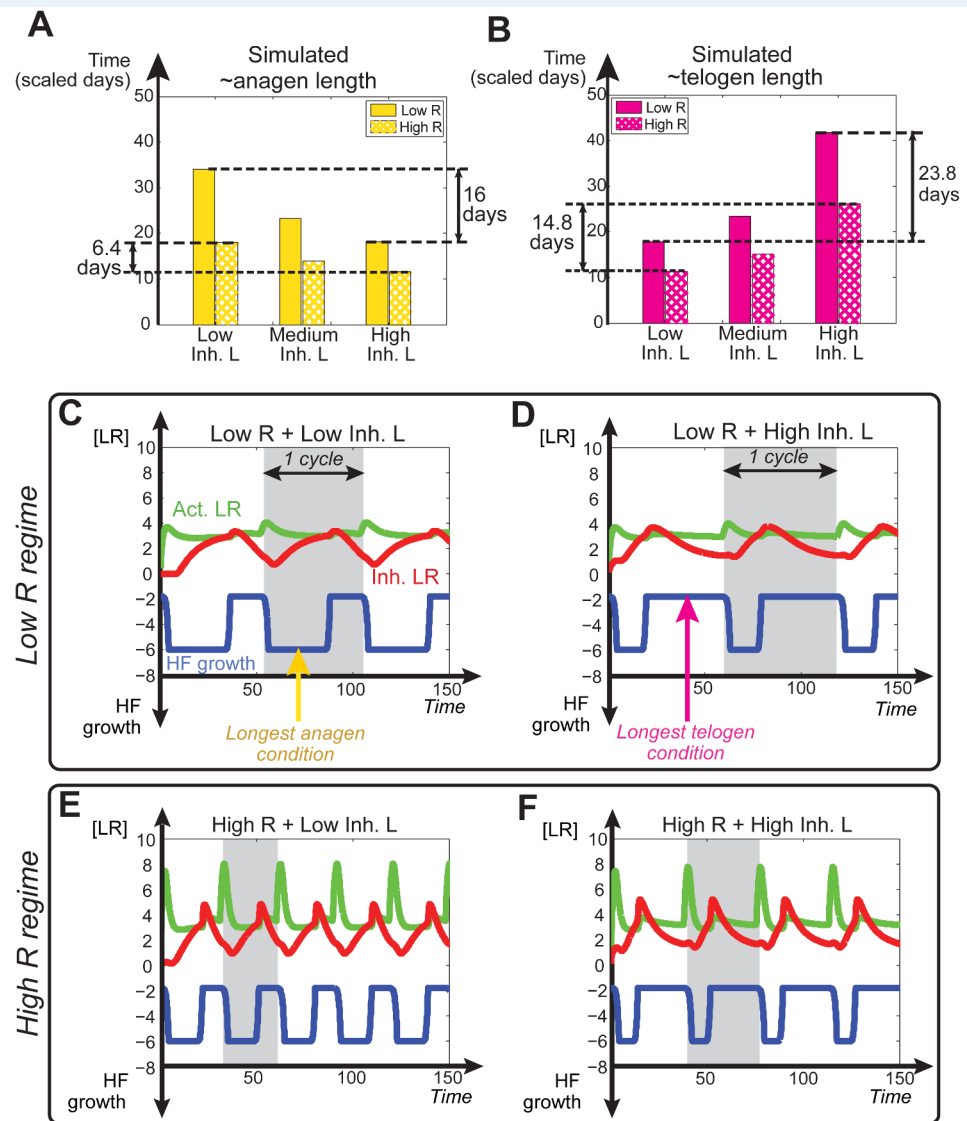 A
Time
(scaled days)
Simulated
~anagen length
50
40
30
20
10
0
Low R
High R
16
days
6.4
days
Low
Inh. L
Medium
Inh. L
High
Inh. L
B
Time
(scaled days)
Simulated
~telogen length
50
40
30
20
10
0
Low R
High R
23.8
days
14.8
days
Low
Inh. L
Medium
Inh. L
High
Inh. L
Low R regime
C
[LR]
Low R + Low Inh. L
1 cycle
10
8
6
4
2
0
−2
−4
−6
−8
Act. LR
Inh. LR
HF growth
50
100
150
Time
HF
growth
Longest anagen
condition
D
[LR]
Low R + High Inh. L
1 cycle
10
8
6
4
2
0
−2
−4
−6
−8
50
100
150
Time
HF
growth
Longest telogen
condition
High R regime
E
[LR]
High R + Low Inh. L
10
8
6
4
2
0
−2
−4
−6
−8
50
100
150
Time
HF
growth
F
[LR]
High R + High Inh. L
10
8
6
4
2
0
−2
−4
−6
−8
50
100
150
Time
HF
growth